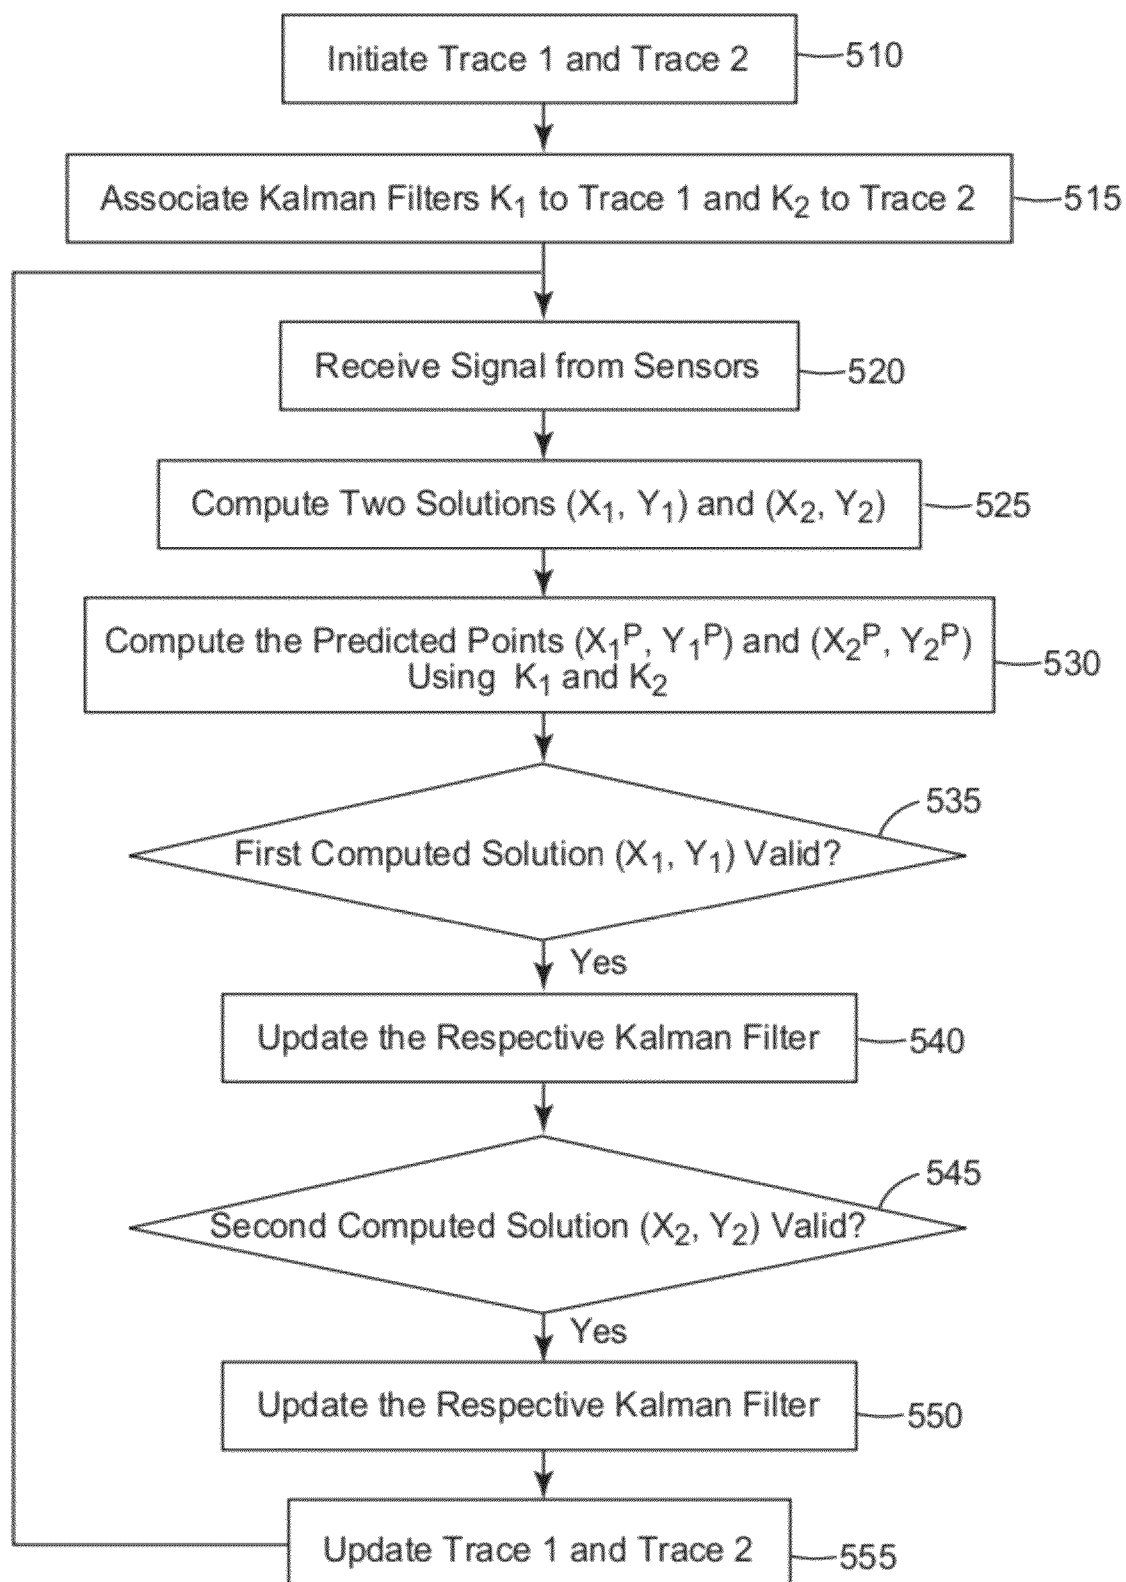 Initiate Trace 1 and Trace 2
510
Associate Kalman Filters K₁ to Trace 1 and K₂ to Trace 2
515
Receive Signal from Sensors
520
Compute Two Solutions (X₁, Y₁) and (X₂, Y₂)
525
Compute the Predicted Points (X₁ᴾ, Y₁ᴾ) and (X₂ᴾ, Y₂ᴾ)
Using K₁ and K₂
530
535
First Computed Solution (X₁, Y₁) Valid?
Yes
Update the Respective Kalman Filter
540
545
Second Computed Solution (X₂, Y₂) Valid?
Yes
Update the Respective Kalman Filter
550
Update Trace 1 and Trace 2
555